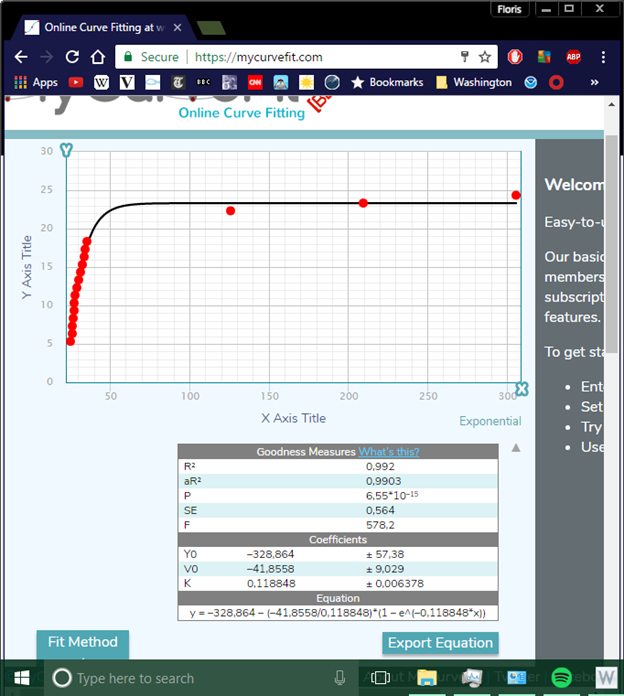 Floris
Online Curve Fitting at w
Secure | https://mycurvefit.com
ABP
Apps W V BBC CNN Bookmarks Washington »
Online Curve Fitting
30 Y
25
20
15
10
5
0
Y Axis Title
50 100 150 200 250 300 X
X Axis Title
Exponential
Welcom
Easy-to-u
Our basic
members
subscript
features.
To get sta
Ent
Set
Try
Use
Goodness Measures What's this?
R² 0,992
aR² 0,9903
P 6,55*10⁻¹⁵
SE 0,564
F 578,2
Coefficients
Y0 −328,864 ± 57,38
V0 −41,8558 ± 9,029
K 0,118848 ± 0,006378
Equation
y = −328,864 − (−41,8558/0,118848)*(1 − e^(−0,118848*x))
Fit Method
Export Equation
Type here to search
W